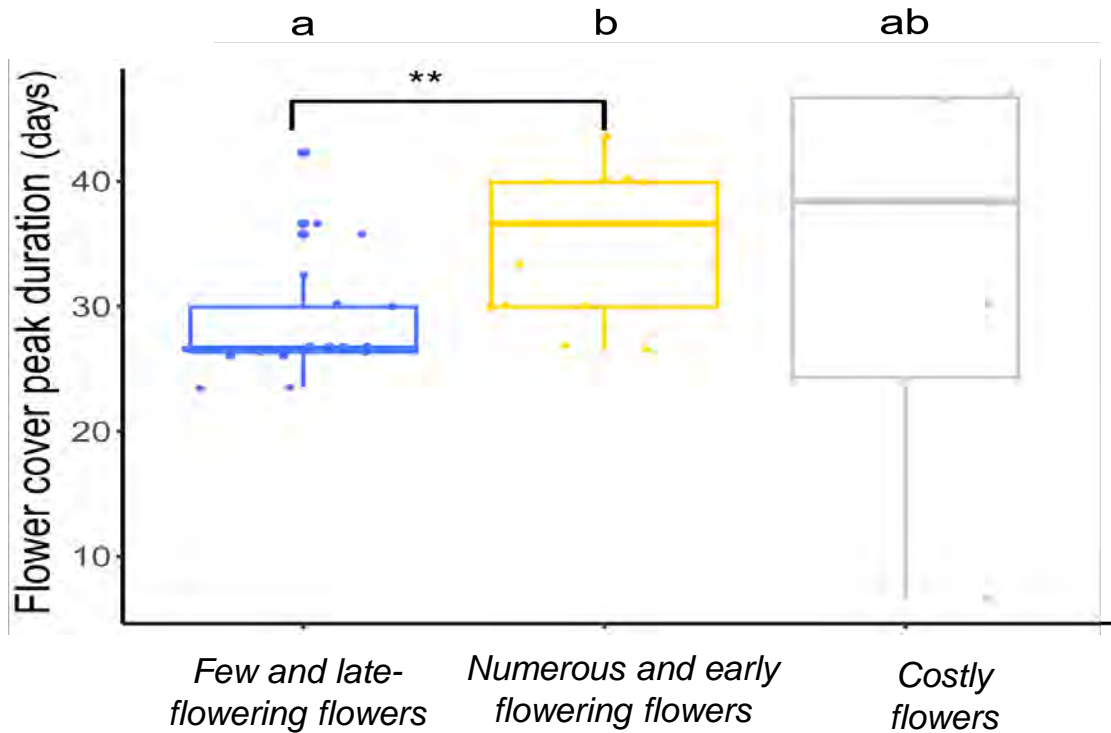 a b ab
**
Flower cover peak duration (days)
40
30
20
10
Few and late-
flowering flowers
Numerous and early
flowering flowers
Costly
flowers